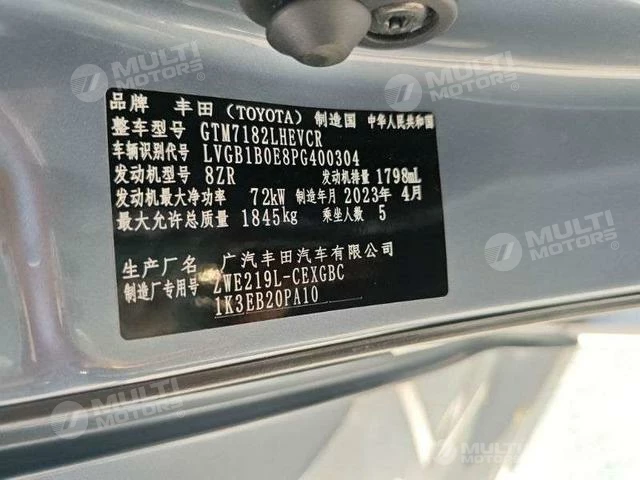 品牌 丰田（TOYOTA） 制造国 中华人民共和国
整车型号 GTM7182LHEVCR
车辆识别代号 LVGB1B0E8PG400304
发动机型号 8ZR 发动机排量 1798mL
发动机最大净功率 72kW 制造年月 2023年 4月
最大允许总质量 1845kg 乘坐人数 5
生产厂名 广汽丰田汽车有限公司
制造厂专用号 ZWE219L-CEXGBC
1K3EB20PA10
MULTI MOTORS
MULTI MOTORS
MULTI MOTORS
MULTI MOTORS
MULTI MOTORS